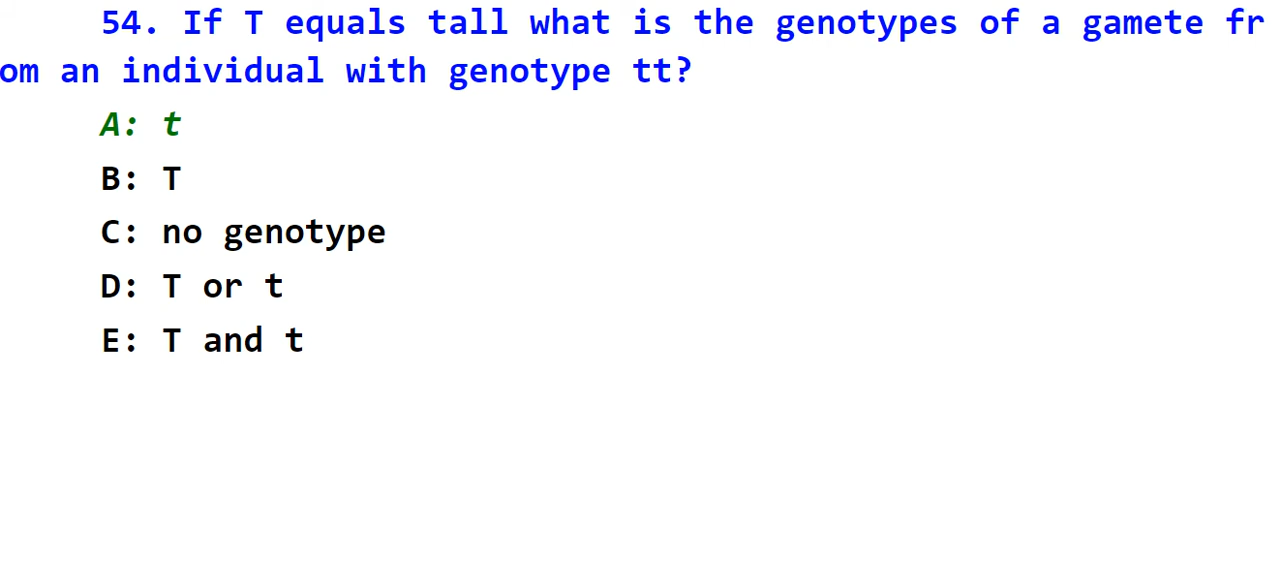 54. If T equals tall what is the genotypes of a gamete fr
om an individual with genotype tt?
A: t
B: T
C: no genotype
D: T or t
E: T and t